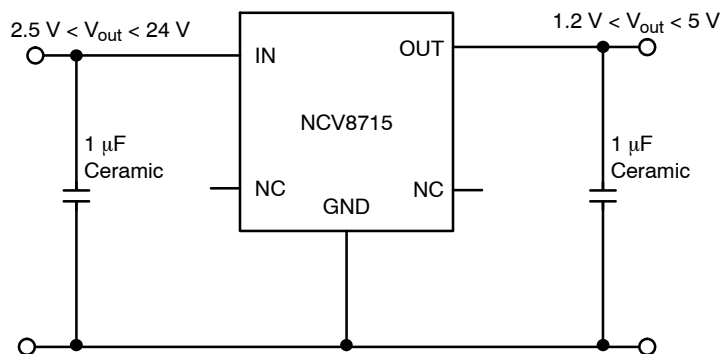 2.5 V < Vout < 24 V
1.2 V < Vout < 5 V
IN
OUT
NCV8715
1 μF
Ceramic
1 μF
Ceramic
NC
NC
GND